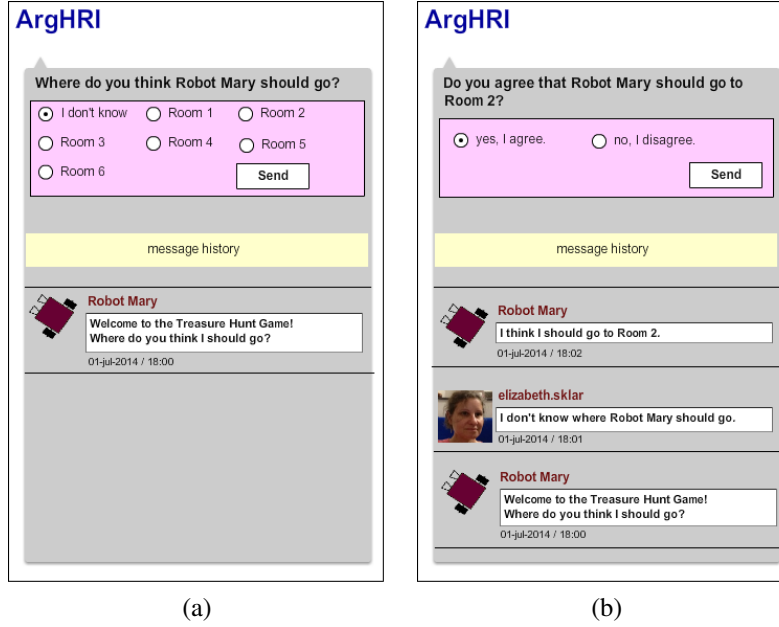 ArgHRI
Where do you think Robot Mary should go?
I don't know Room 1 Room 2
Room 3 Room 4 Room 5
Room 6 Send
message history
Robot Mary
Welcome to the Treasure Hunt Game!
Where do you think I should go?
01-jul-2014 / 18:00
(a)
ArgHRI
Do you agree that Robot Mary should go to
Room 2?
yes, I agree. no, I disagree.
Send
message history
Robot Mary
I think I should go to Room 2.
01-jul-2014 / 18:02
elizabeth.sklar
I don't know where Robot Mary should go.
01-jul-2014 / 18:01
Robot Mary
Welcome to the Treasure Hunt Game!
Where do you think I should go?
01-jul-2014 / 18:00
(b)